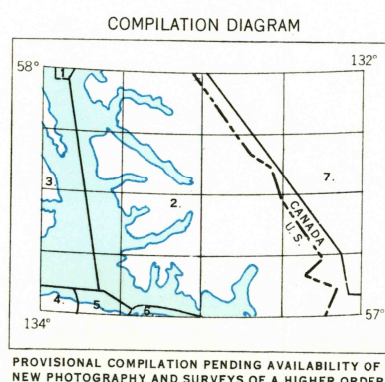 COMPILATION DIAGRAM
58° 132°
1.
3. 7.
2.
CANADA
U.S.
4. 5. 6.
134° 57°
PROVISIONAL COMPILATION PENDING AVAILABILITY OF
NEW PHOTOGRAPHY AND SURVEYS OF A HIGHER ORDER